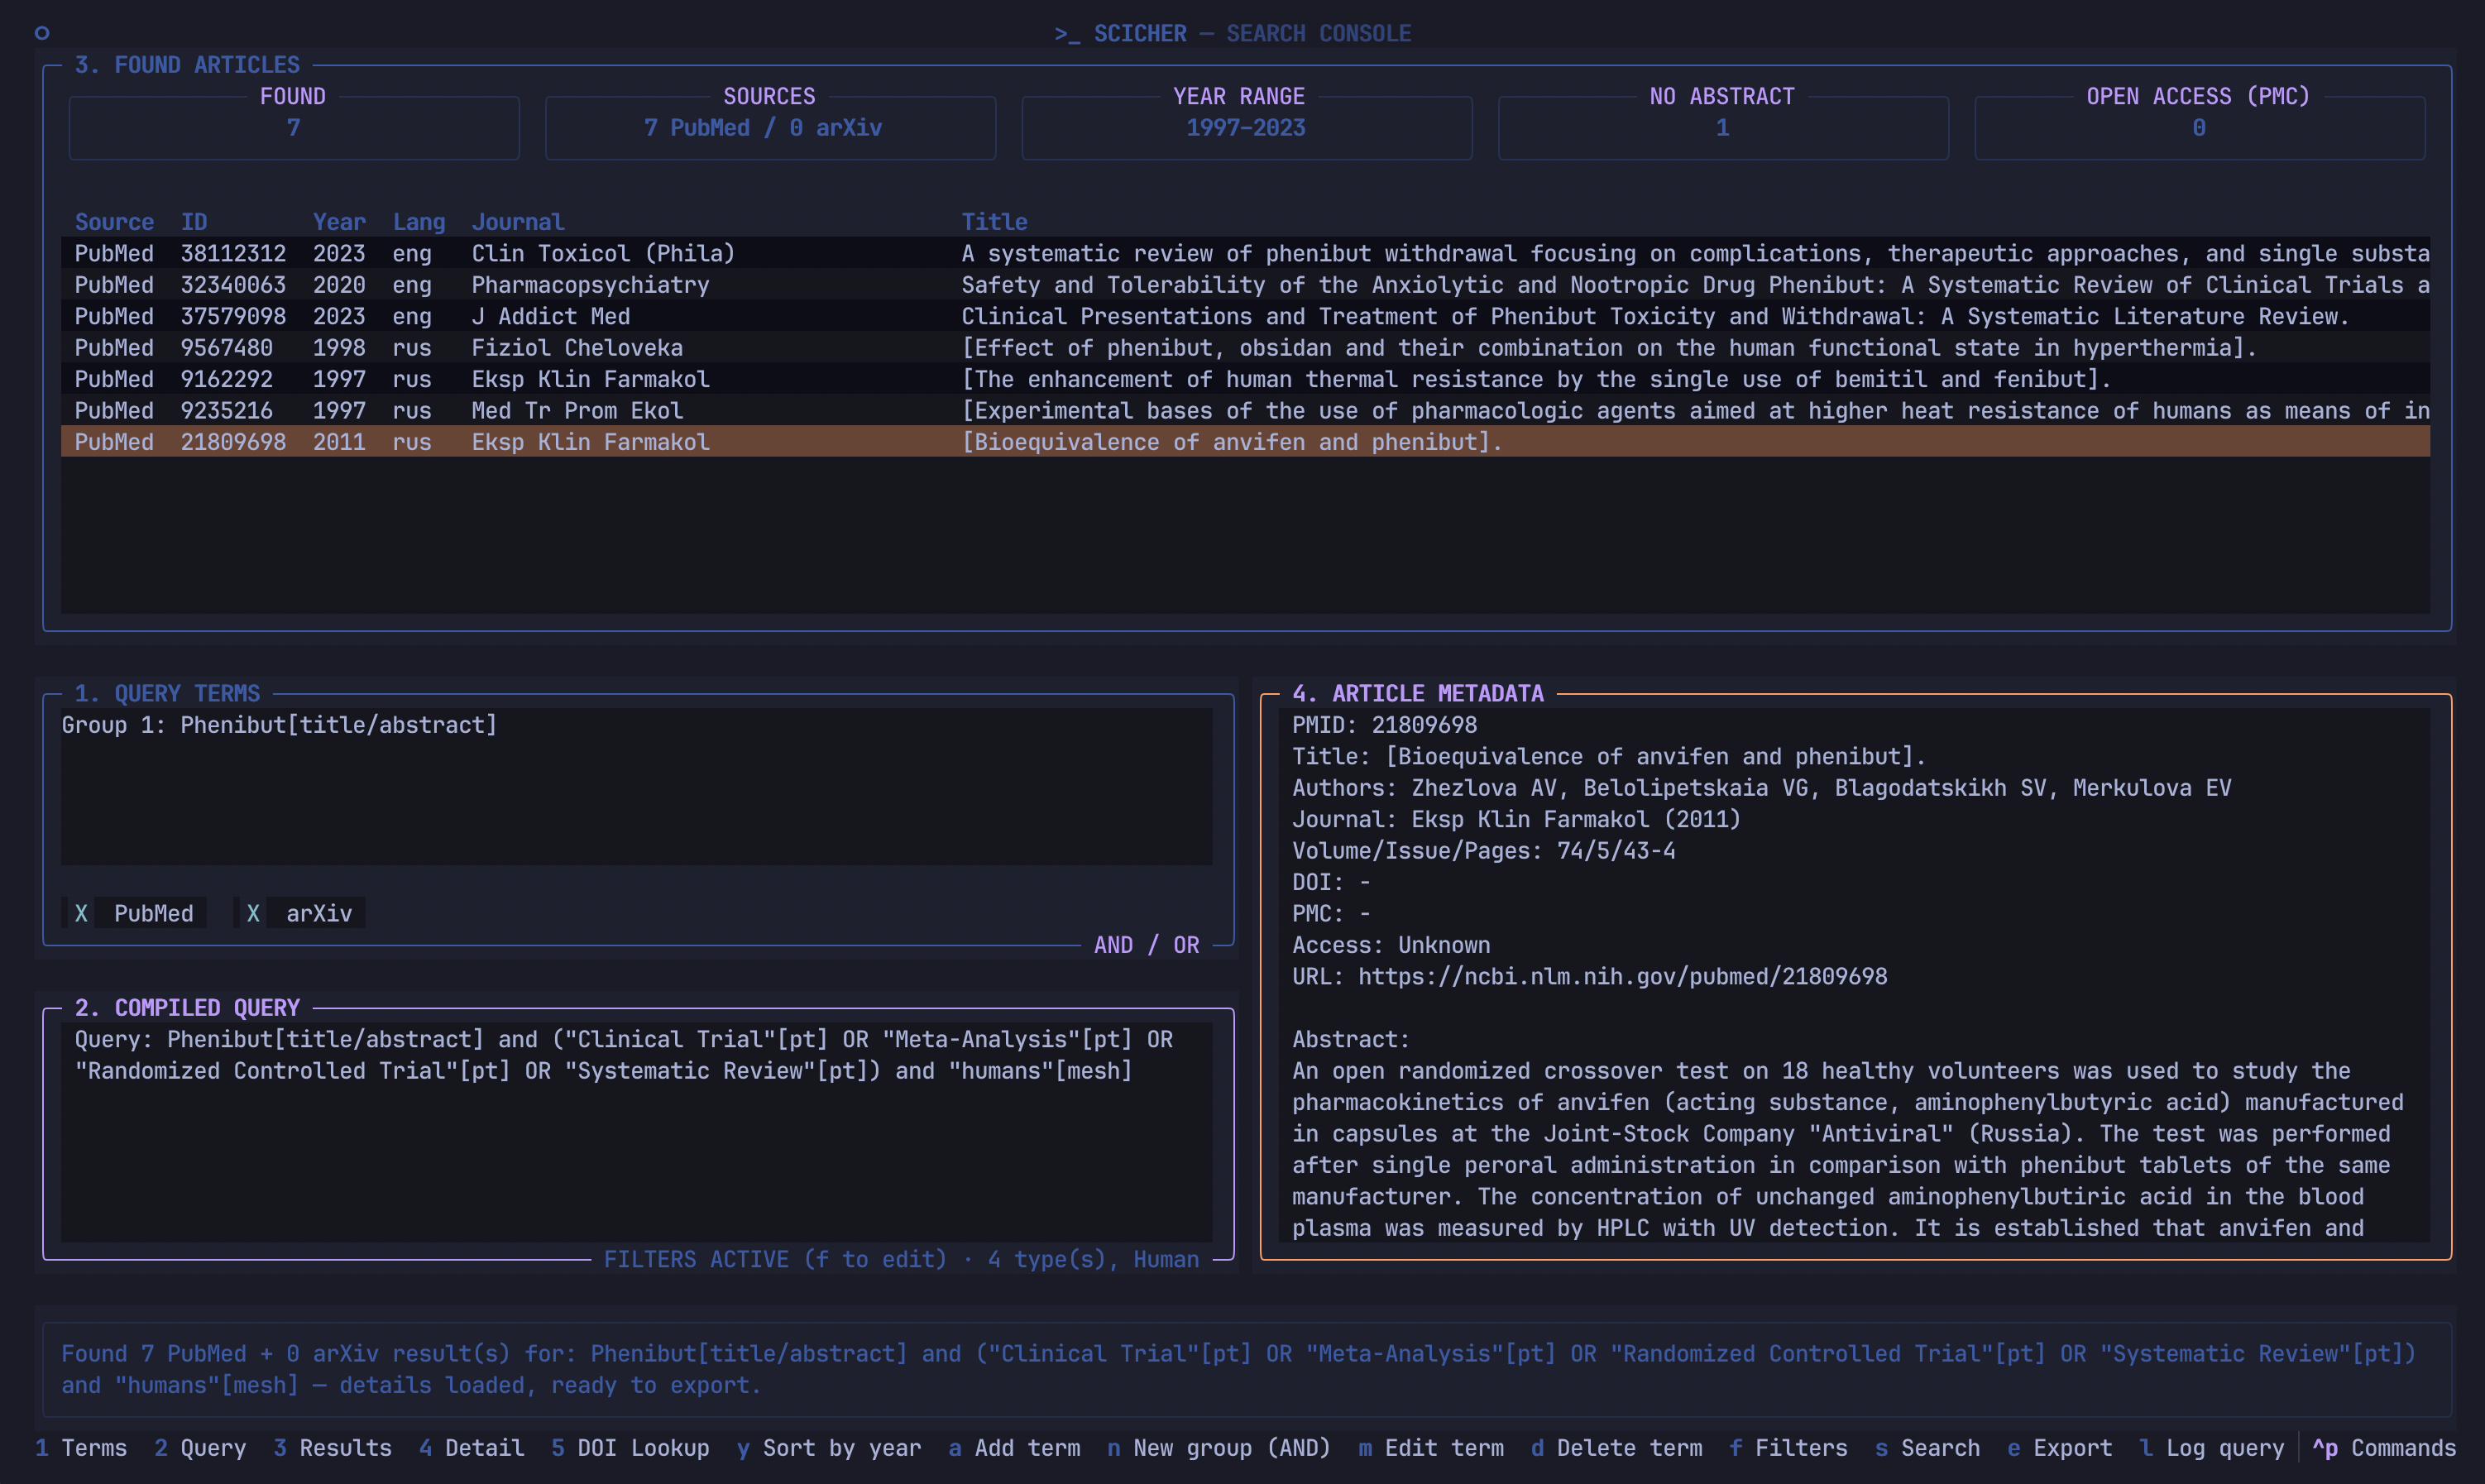 >_ SCICHER — SEARCH CONSOLE
3. FOUND ARTICLES
FOUND SOURCES YEAR RANGE NO ABSTRACT OPEN ACCESS (PMC)
7 7 PubMed / 0 arXiv 1997–2023 1 0
Source ID Year Lang Journal Title
PubMed 38112312 2023 eng Clin Toxicol (Phila) A systematic review of phenibut withdrawal focusing on complications, therapeutic approaches, and single substa
PubMed 32340063 2020 eng Pharmacopsychiatry Safety and Tolerability of the Anxiolytic and Nootropic Drug Phenibut: A Systematic Review of Clinical Trials a
PubMed 37579098 2023 eng J Addict Med Clinical Presentations and Treatment of Phenibut Toxicity and Withdrawal: A Systematic Literature Review.
PubMed 9567480 1998 rus Fiziol Cheloveka [Effect of phenibut, obsidan and their combination on the human functional state in hyperthermia].
PubMed 9162292 1997 rus Eksp Klin Farmakol [The enhancement of human thermal resistance by the single use of bemitil and fenibut].
PubMed 9235216 1997 rus Med Tr Prom Ekol [Experimental bases of the use of pharmacologic agents aimed at higher heat resistance of humans as means of in
PubMed 21809698 2011 rus Eksp Klin Farmakol [Bioequivalence of anvifen and phenibut].
1. QUERY TERMS
Group 1: Phenibut[title/abstract]
X PubMed X arXiv
AND / OR
2. COMPILED QUERY
Query: Phenibut[title/abstract] and ("Clinical Trial"[pt] OR "Meta-Analysis"[pt] OR
"Randomized Controlled Trial"[pt] OR "Systematic Review"[pt]) and "humans"[mesh]
FILTERS ACTIVE (f to edit) · 4 type(s), Human
4. ARTICLE METADATA
PMID: 21809698
Title: [Bioequivalence of anvifen and phenibut].
Authors: Zhezlova AV, Belolipetskaia VG, Blagodatskikh SV, Merkulova EV
Journal: Eksp Klin Farmakol (2011)
Volume/Issue/Pages: 74/5/43-4
DOI: -
PMC: -
Access: Unknown
URL: https://ncbi.nlm.nih.gov/pubmed/21809698
Abstract:
An open randomized crossover test on 18 healthy volunteers was used to study the
pharmacokinetics of anvifen (acting substance, aminophenylbutyric acid) manufactured
in capsules at the Joint-Stock Company "Antiviral" (Russia). The test was performed
after single peroral administration in comparison with phenibut tablets of the same
manufacturer. The concentration of unchanged aminophenylbutiric acid in the blood
plasma was measured by HPLC with UV detection. It is established that anvifen and
Found 7 PubMed + 0 arXiv result(s) for: Phenibut[title/abstract] and ("Clinical Trial"[pt] OR "Meta-Analysis"[pt] OR "Randomized Controlled Trial"[pt] OR "Systematic Review"[pt])
and "humans"[mesh] — details loaded, ready to export.
1 Terms 2 Query 3 Results 4 Detail 5 DOI Lookup y Sort by year a Add term n New group (AND) m Edit term d Delete term f Filters s Search e Export l Log query ^p Commands